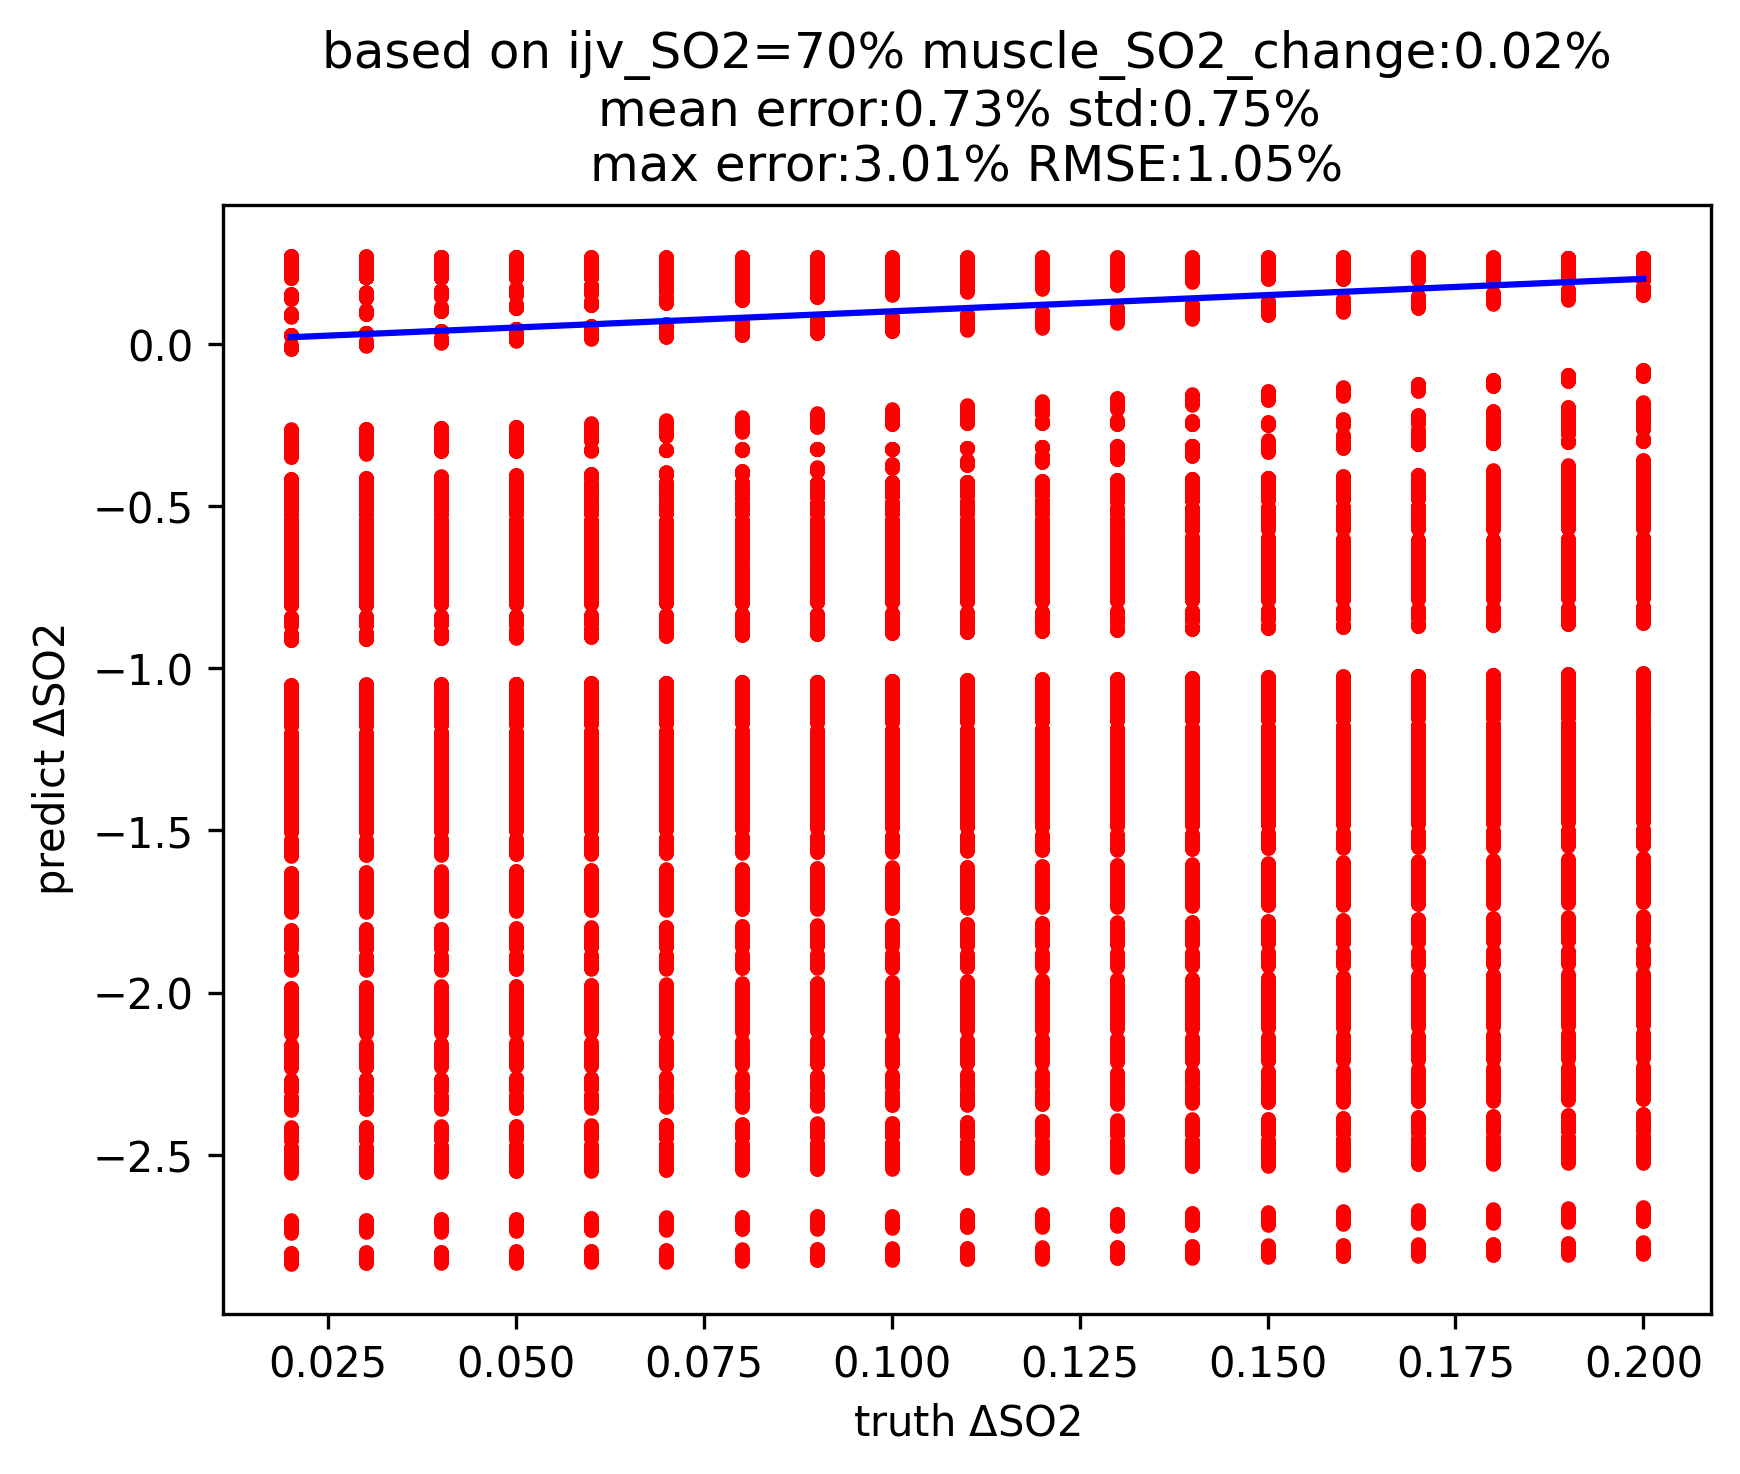 based on ijv_SO2=70% muscle_SO2_change:0.02%
mean error:0.73% std:0.75%
max error:3.01% RMSE:1.05%
0.0
−0.5
−1.0
−1.5
−2.0
−2.5
predict ΔSO2
0.025 0.050 0.075 0.100 0.125 0.150 0.175 0.200
truth ΔSO2